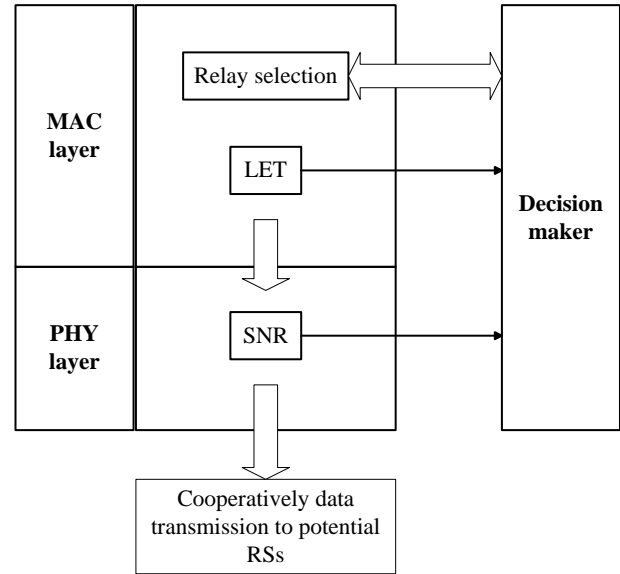 Relay selection
MAC
layer
LET
Decision
maker
PHY
layer
SNR
Cooperatively data
transmission to potential
RSs